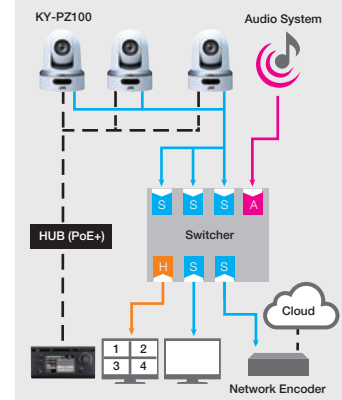 KY-PZ100
Audio System
S S S A
Switcher
HUB (PoE+)
H S S
1 2
3 4
Cloud
Network Encoder